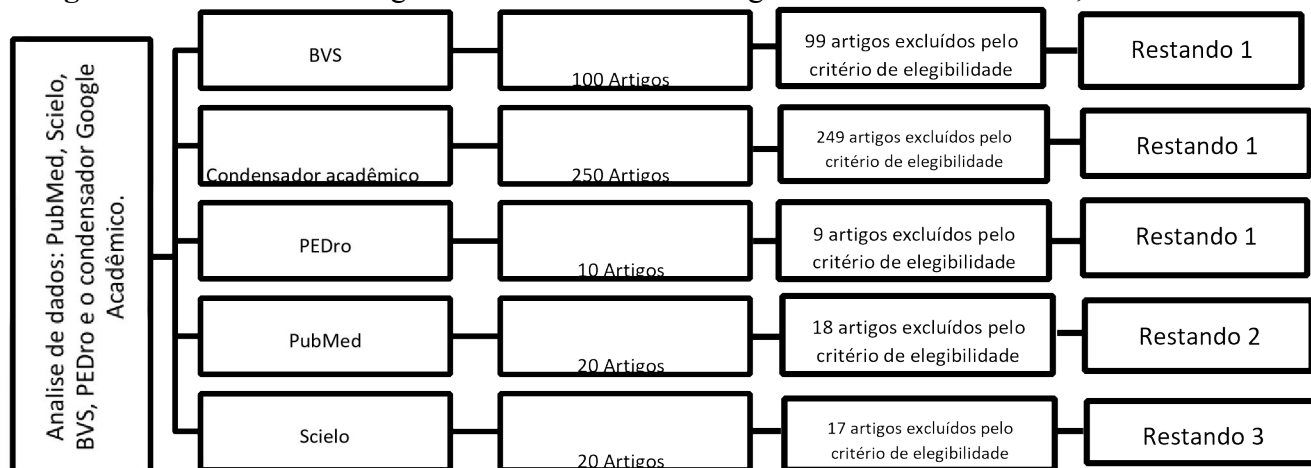 Analise de dados: PubMed, Scielo,
BVS, PEDro e o condensador Google
Acadêmico.
BVS
100 Artigos
99 artigos excluídos pelo
critério de elegibilidade
Restando 1
Condensador acadêmico
250 Artigos
249 artigos excluídos pelo
critério de elegibilidade
Restando 1
PEDro
10 Artigos
9 artigos excluídos pelo
critério de elegibilidade
Restando 1
PubMed
20 Artigos
18 artigos excluídos pelo
critério de elegibilidade
Restando 2
Scielo
20 Artigos
17 artigos excluídos pelo
critério de elegibilidade
Restando 3